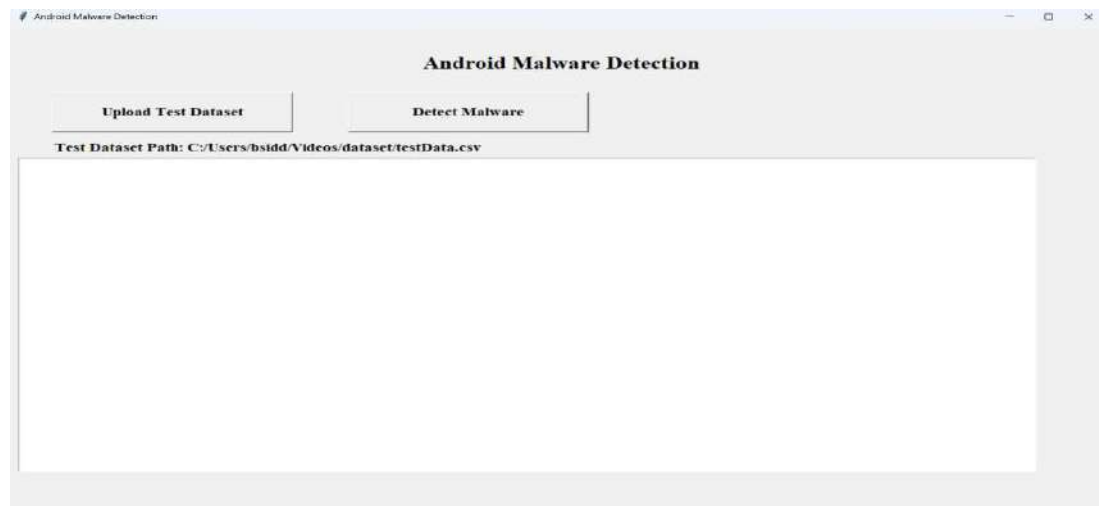 Android Malware Detection
Android Malware Detection
Upload Test Dataset
Detect Malware
Test Dataset Path: C:/Users/bsidd/Videos/dataset/testData.csv